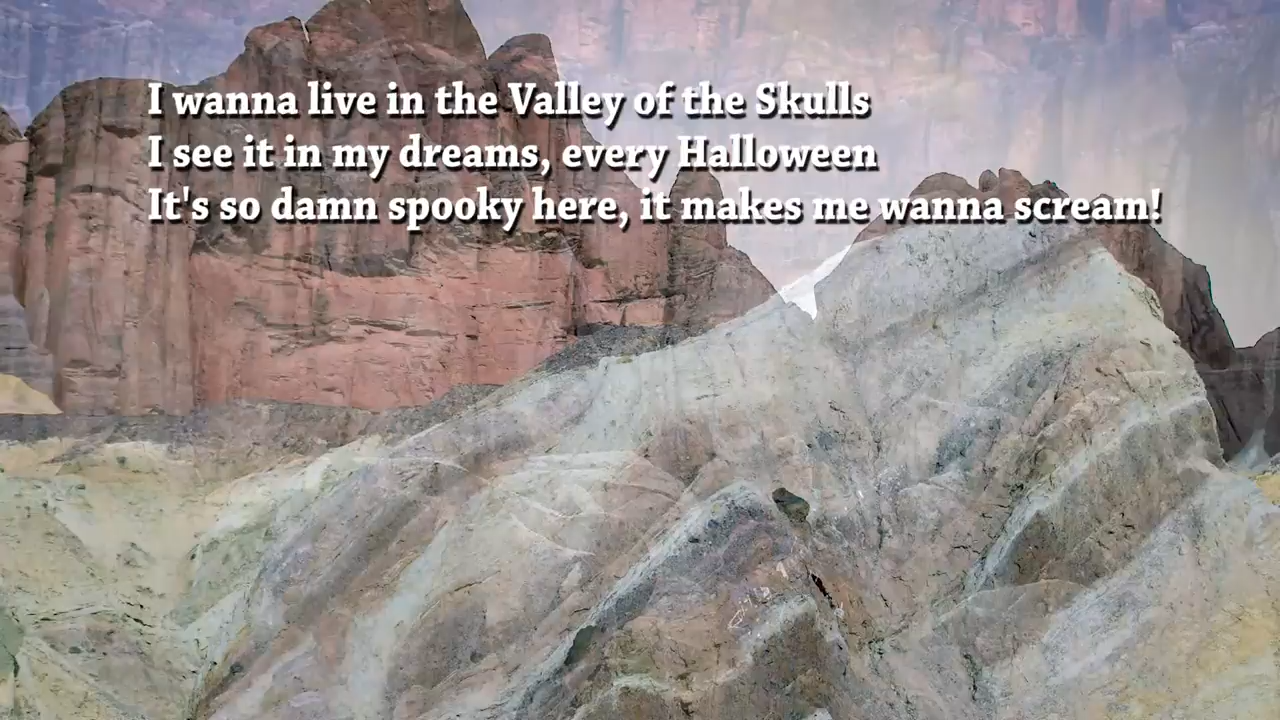 I wanna live in the Valley of the Skulls
I see it in my dreams, every Halloween
It's so damn spooky here, it makes me wanna scream!